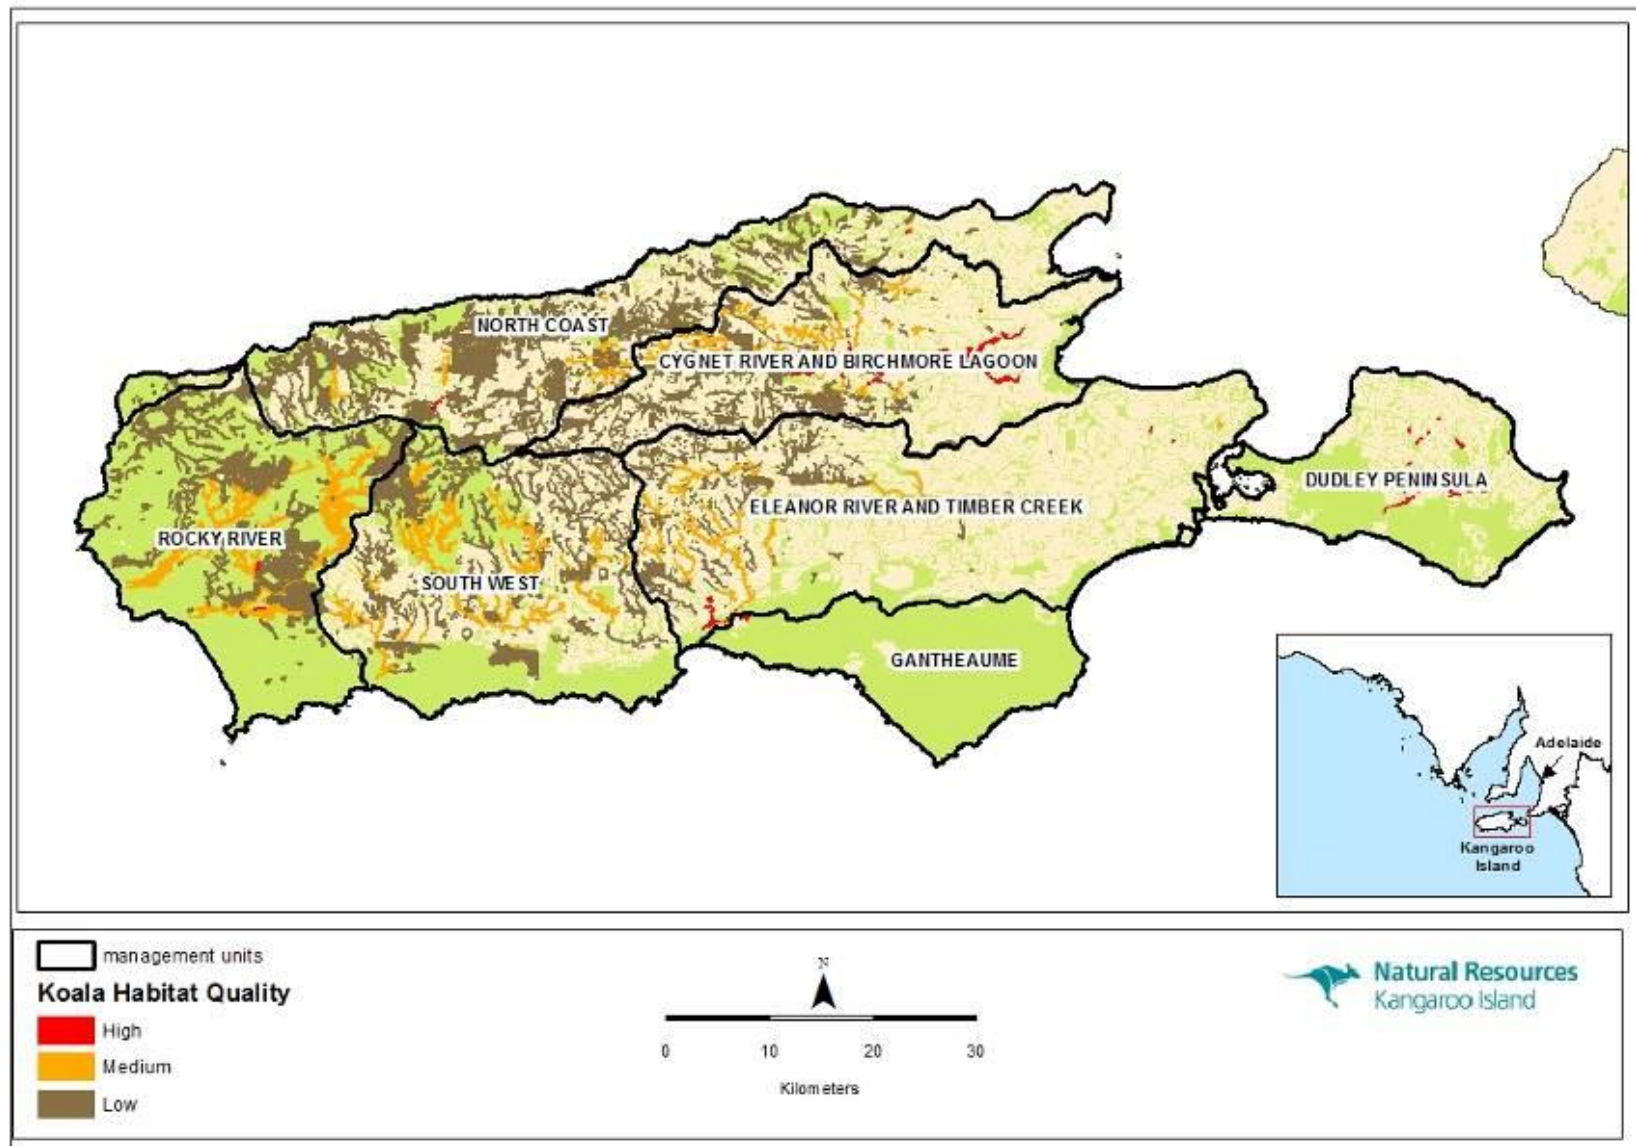 NORTH COAST
CYGNET RIVER AND BIRCHMORE LAGOON
DUDLEY PENINSULA
ELEANOR RIVER AND TIMBER CREEK
ROCKY RIVER
SOUTH WEST
GANTHEAUME
Adelaide
Kangaroo
Island
management units
Koala Habitat Quality
High
Medium
Low
N
0 10 20 30
Kilometers
Natural Resources
Kangaroo Island